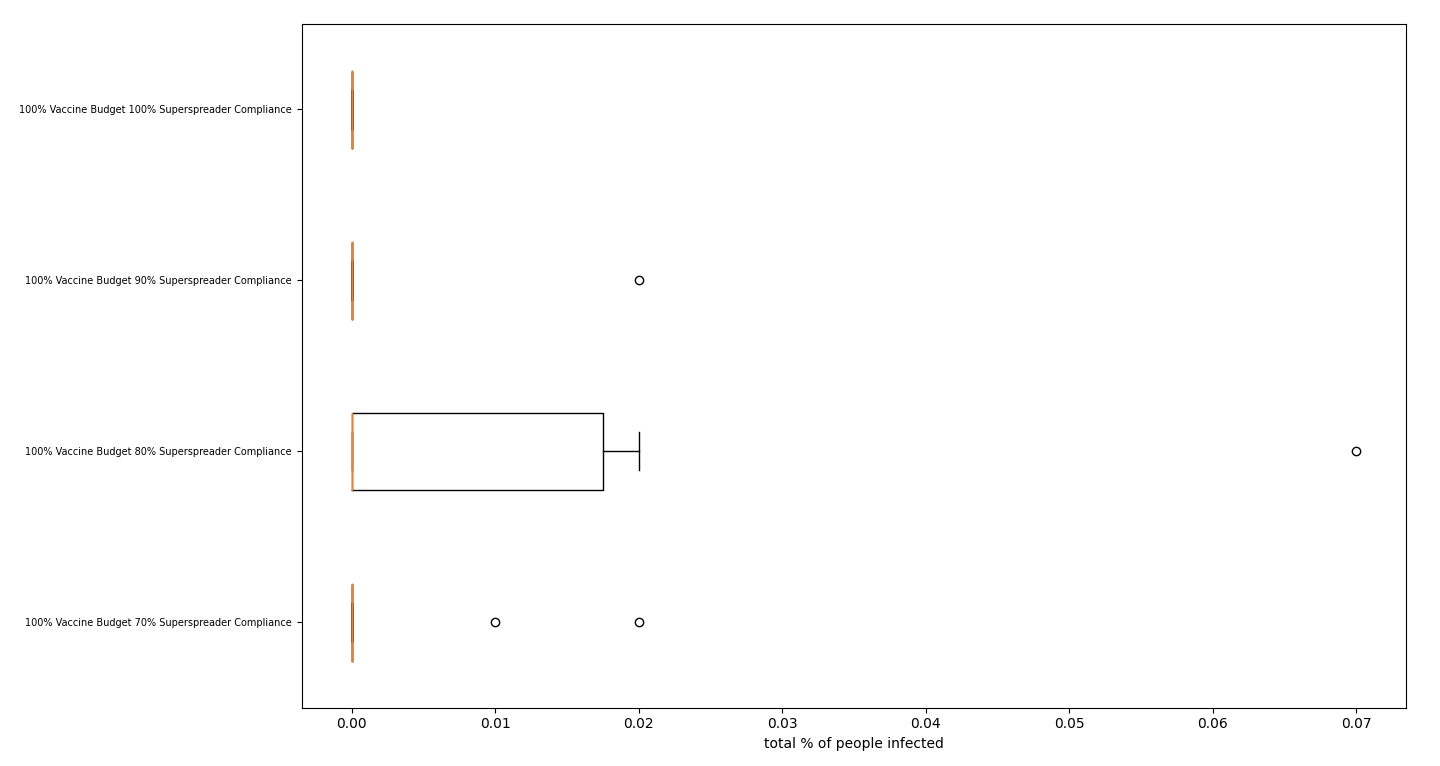 100% Vaccine Budget 100% Superspreader Compliance
100% Vaccine Budget 90% Superspreader Compliance
100% Vaccine Budget 80% Superspreader Compliance
100% Vaccine Budget 70% Superspreader Compliance
0.00 0.01 0.02 0.03 0.04 0.05 0.06 0.07
total % of people infected